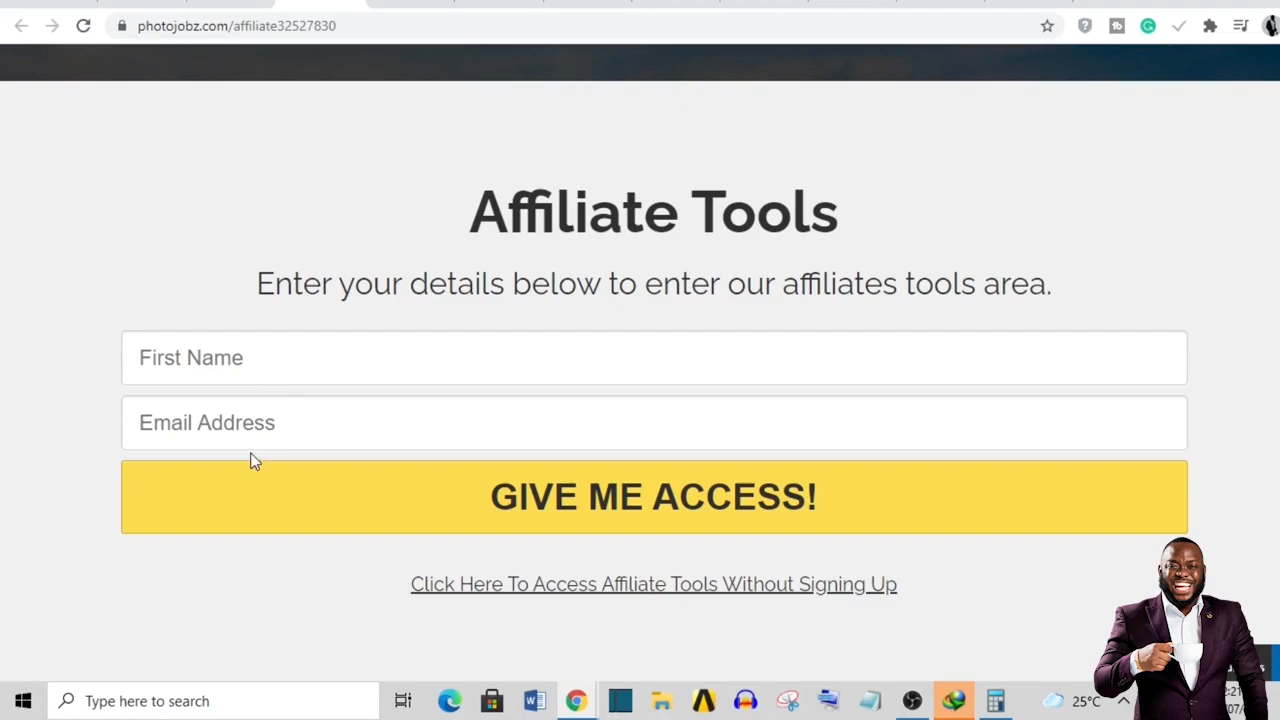 photojobz.com/affiliate32527830
Affiliate Tools
Enter your details below to enter our affiliates tools area.
First Name
Email Address
GIVE ME ACCESS!
Click Here To Access Affiliate Tools Without Signing Up
Type here to search
25°C